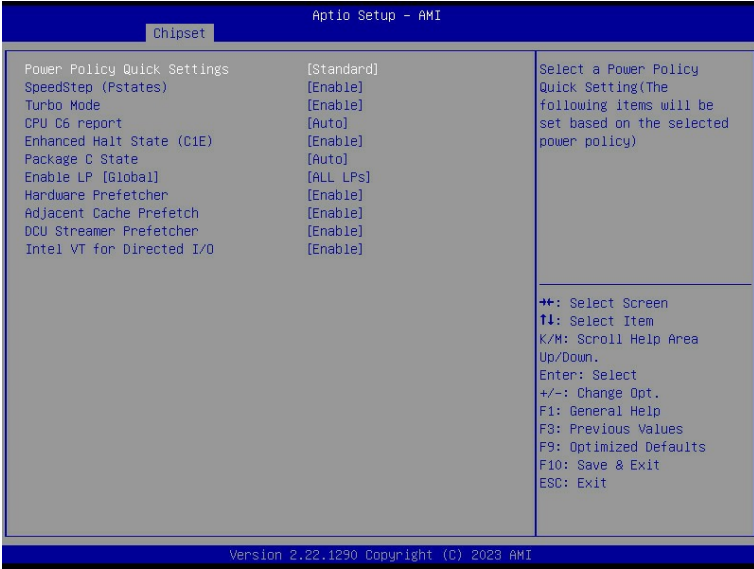 Aptio Setup – AMI
Chipset
Power Policy Quick Settings [Standard]
SpeedStep (Pstates) [Enable]
Turbo Mode [Enable]
CPU C6 report [Auto]
Enhanced Halt State (C1E) [Enable]
Package C State [Auto]
Enable LP [Global] [ALL LPs]
Hardware Prefetcher [Enable]
Adjacent Cache Prefetch [Enable]
DCU Streamer Prefetcher [Enable]
Intel VT for Directed I/O [Enable]
Select a Power Policy
Quick Setting(The
following items will be
set based on the selected
power policy)
→←: Select Screen
↑↓: Select Item
K/M: Scroll Help Area
Up/Down.
Enter: Select
+/-: Change Opt.
F1: General Help
F3: Previous Values
F9: Optimized Defaults
F10: Save & Exit
ESC: Exit
Version 2.22.1290 Copyright (C) 2023 AMI